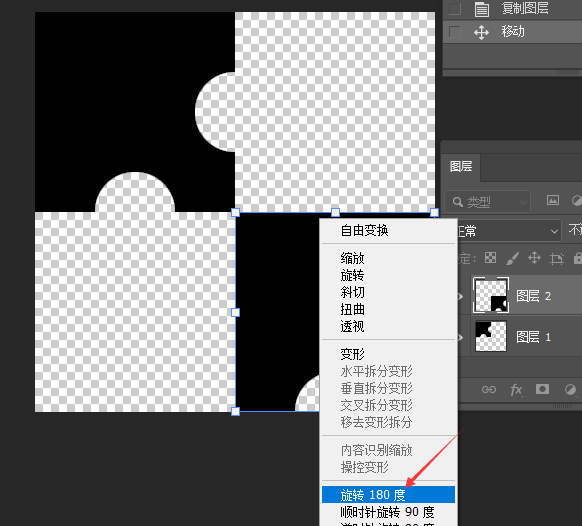 复制图层
移动
图层
类型
正常
自由变换
缩放
旋转
斜切
扭曲
透视
图层 2
图层 1
变形
水平拆分变形
垂直拆分变形
交叉拆分变形
移去变形拆分
fx
内容识别缩放
操控变形
旋转 180 度
顺时针旋转 90 度